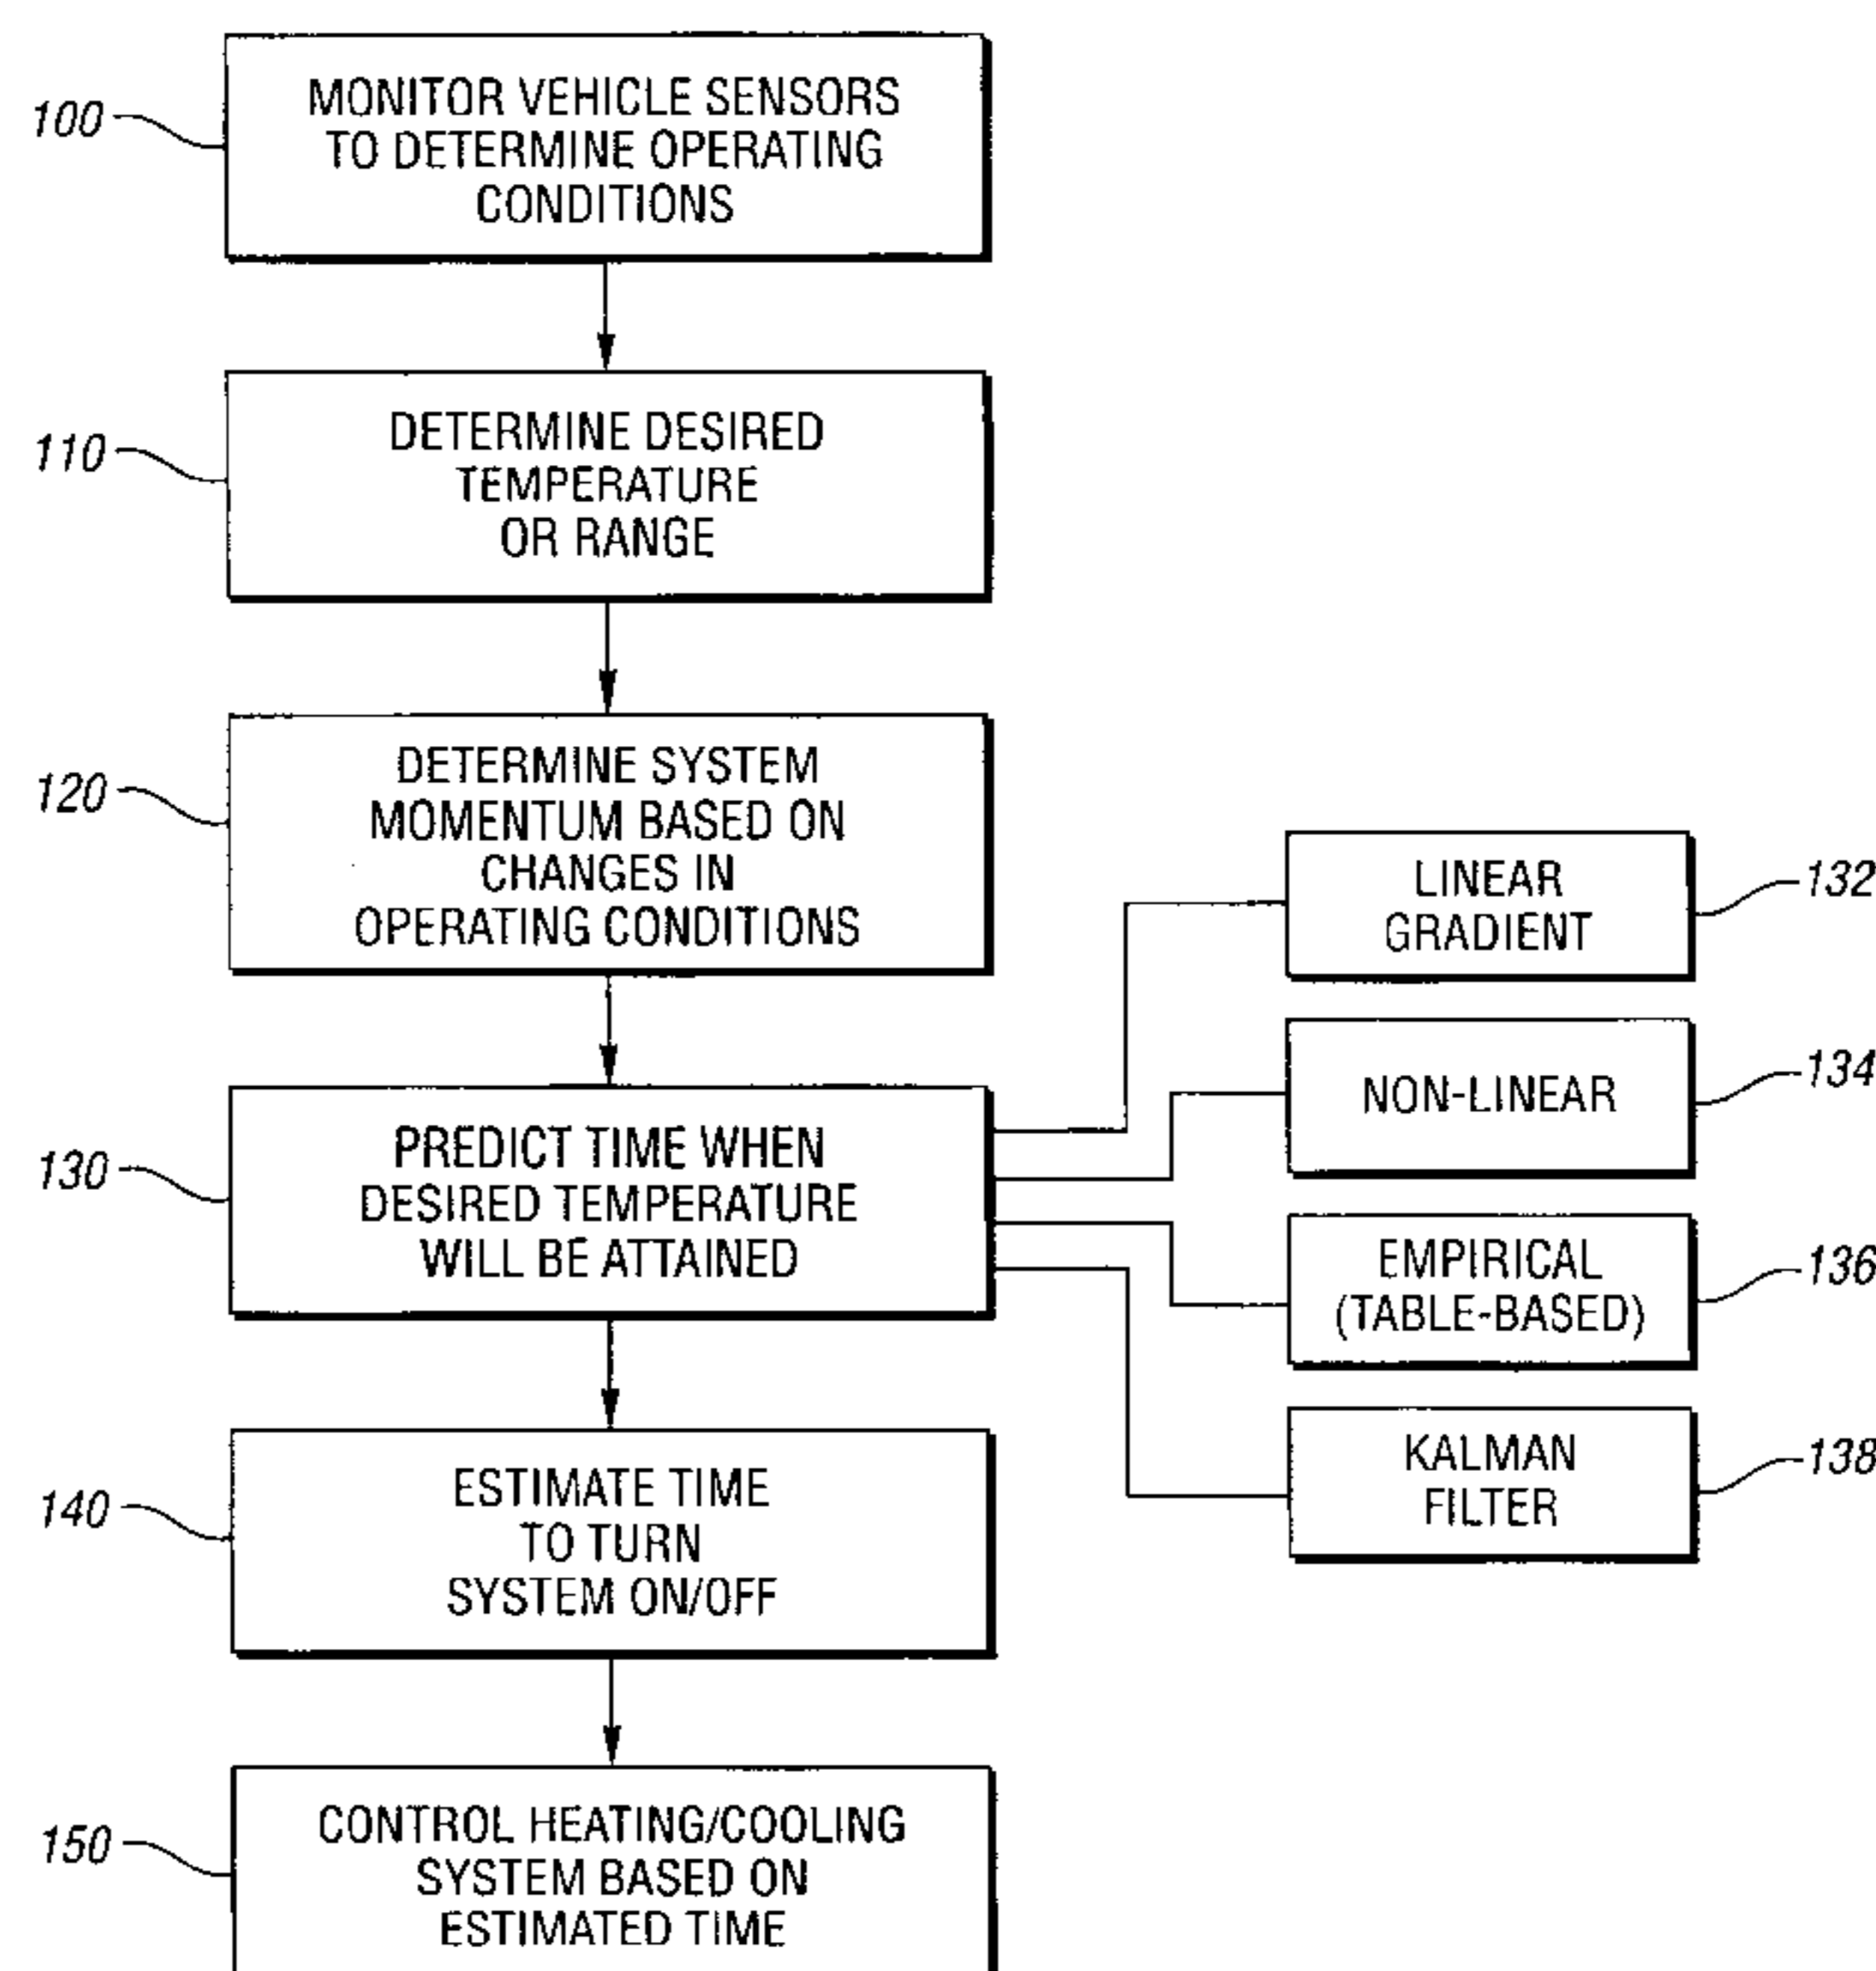 100
MONITOR VEHICLE SENSORS
TO DETERMINE OPERATING
CONDITIONS
110
DETERMINE DESIRED
TEMPERATURE
OR RANGE
120
DETERMINE SYSTEM
MOMENTUM BASED ON
CHANGES IN
OPERATING CONDITIONS
130
PREDICT TIME WHEN
DESIRED TEMPERATURE
WILL BE ATTAINED
LINEAR
GRADIENT
132
NON-LINEAR
134
EMPIRICAL
(TABLE-BASED)
136
KALMAN
FILTER
138
140
ESTIMATE TIME
TO TURN
SYSTEM ON/OFF
150
CONTROL HEATING/COOLING
SYSTEM BASED ON
ESTIMATED TIME